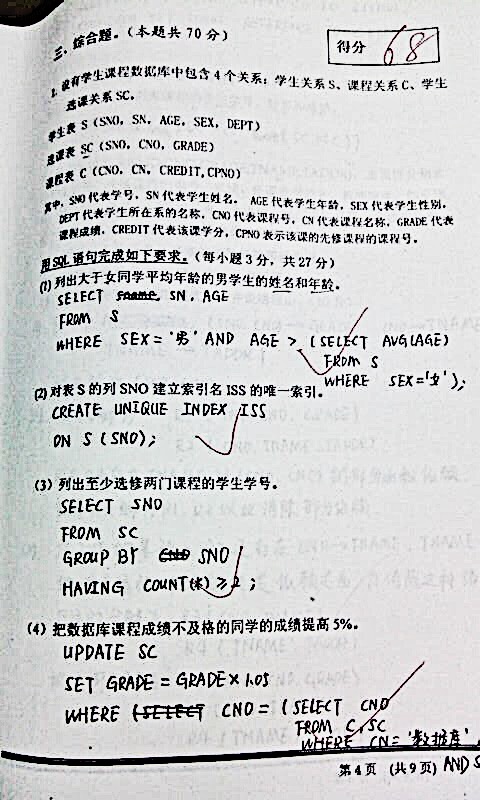 三、综合题。(本题共 70 分)
得分 68
1. 设有学生课程数据库中包含 4 个关系: 学生关系 S、课程关系 C、学生
选课关系 SC。
学生表 S (SNO, SN, AGE, SEX, DEPT)
选课表 SC (SNO, CNO, GRADE)
课程表 C (CNO, CN, CREDIT, CPNO)
其中, SNO 代表学号, SN 代表学生姓名, AGE 代表学生年龄, SEX 代表学生性别,
DEPT 代表学生所在系的名称, CNO 代表课程号, CN 代表课程名称, GRADE 代表
课程成绩, CREDIT 代表该课学分, CPNO 表示该课的先修课程的课程号。
用 SQL 语句完成如下要求。(每小题 3 分, 共 27 分)
(1) 列出大于女同学平均年龄的男学生的姓名和年龄。
SELECT SN, AGE
FROM S
WHERE SEX = '男' AND AGE > (SELECT AVG(AGE)
FROM S
WHERE SEX='女');
(2) 对表 S 的列 SNO 建立索引名 ISS 的唯一索引。
CREATE UNIQUE INDEX ISS
ON S (SNO);
(3) 列出至少选修两门课程的学生学号。
SELECT SNO
FROM SC
GROUP BY SNO
HAVING COUNT(*) ≥ 2;
(4) 把数据库课程成绩不及格的同学的成绩提高 5%。
UPDATE SC
SET GRADE = GRADE × 1.05
WHERE CNO = (SELECT CNO
FROM C, SC
WHERE CN = '数据库'
AND S
第 4 页 (共 9 页)